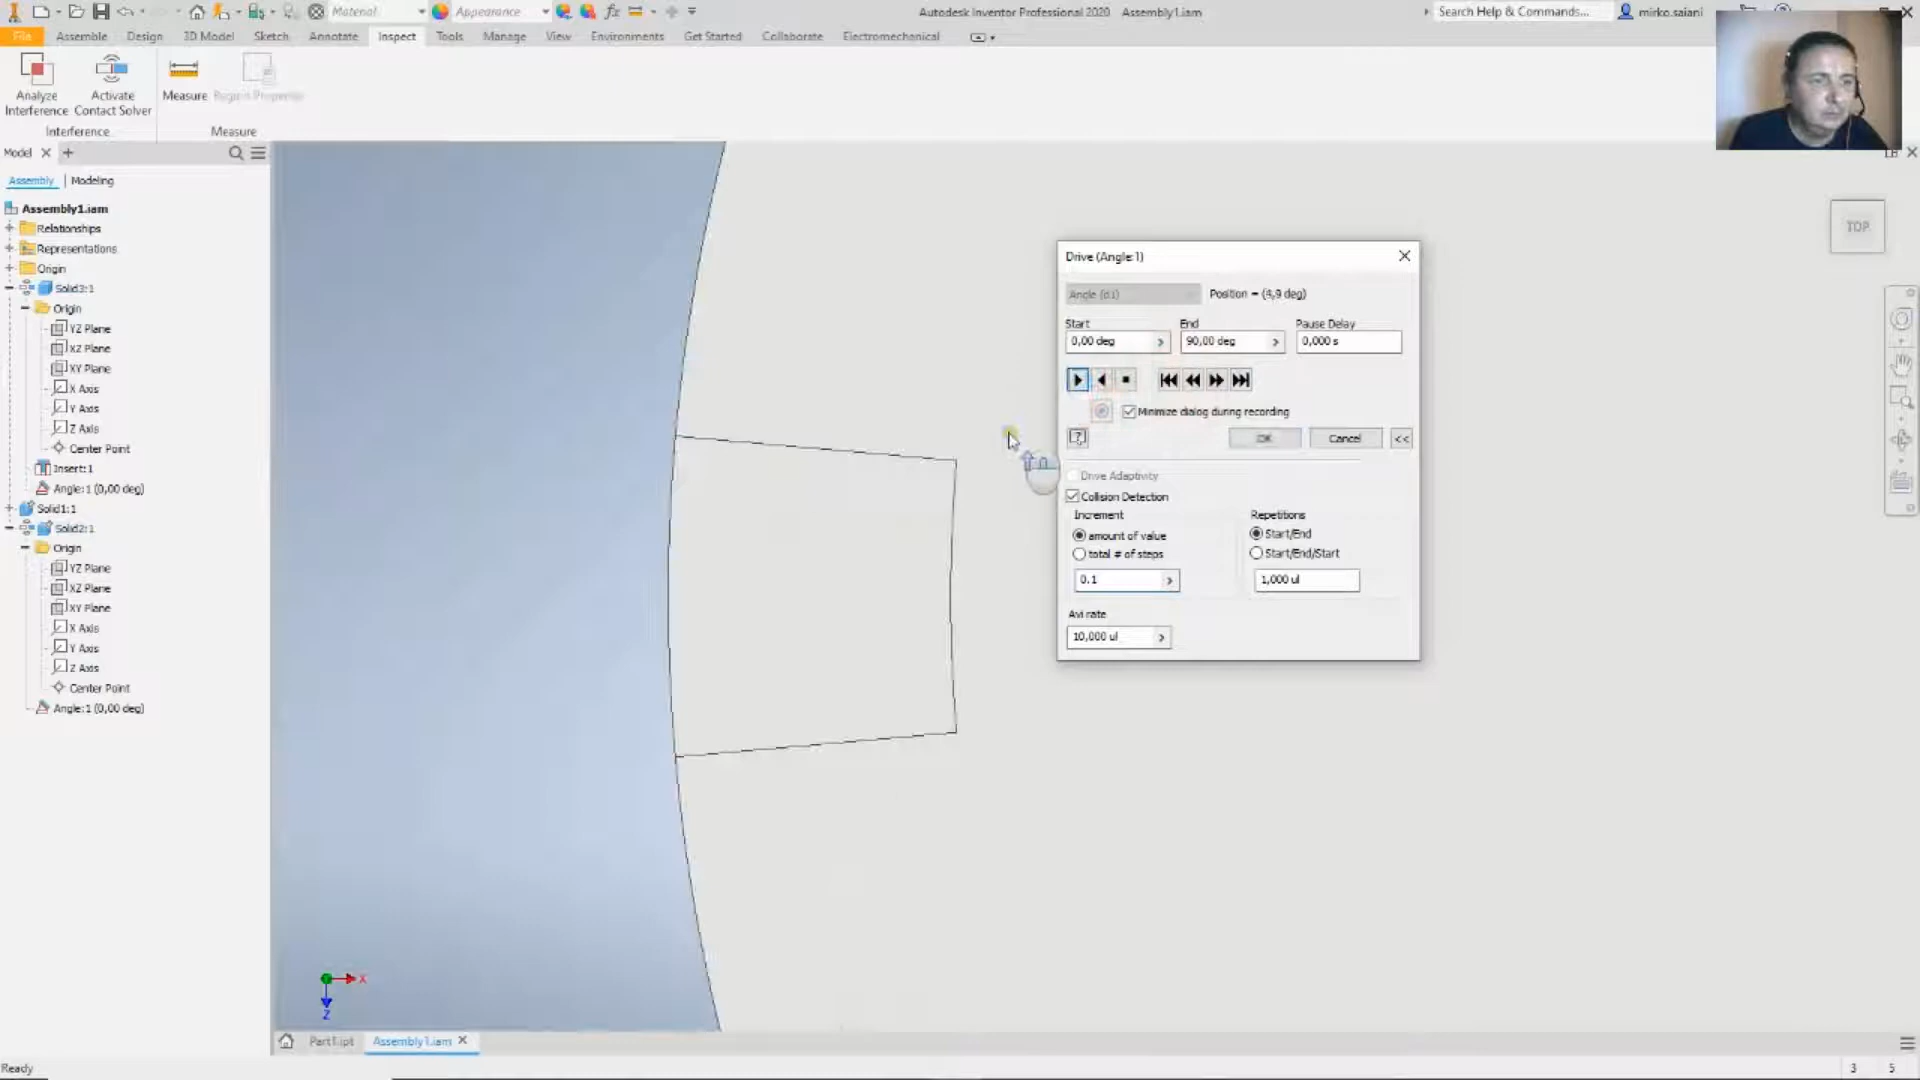 Material
Appearance
Autodesk Inventor Professional 2020 Assembly1.iam
Search Help & Commands...
mirko.saiani
File Assemble Design 3D Model Sketch Annotate Inspect Tools Manage View Environments Get Started Collaborate Electromechanical
Analyze Interference
Activate Contact Solver
Measure
Region Properties
Interference
Measure
Model
Assembly | Modeling
Assembly1.iam
Relationships
Representations
Origin
Solid3:1
Origin
YZ Plane
XZ Plane
XY Plane
X Axis
Y Axis
Z Axis
Center Point
Insert:1
Angle:1 (0,00 deg)
Solid1:1
Solid2:1
Origin
YZ Plane
XZ Plane
XY Plane
X Axis
Y Axis
Z Axis
Center Point
Angle:1 (0,00 deg)
TOP
Drive (Angle:1)
Angle (d1) Position = (4,9 deg)
Start End Pause Delay
0,00 deg 90,00 deg 0,000 s
Minimize dialog during recording
OK Cancel <<
Drive Adaptivity
Collision Detection
Increment Repetitions
amount of value Start/End
total # of steps Start/End/Start
0.1 1,000 ul
Avi rate
10,000 ul
X
Z
Part1.ipt Assembly1.iam
Ready 3 5